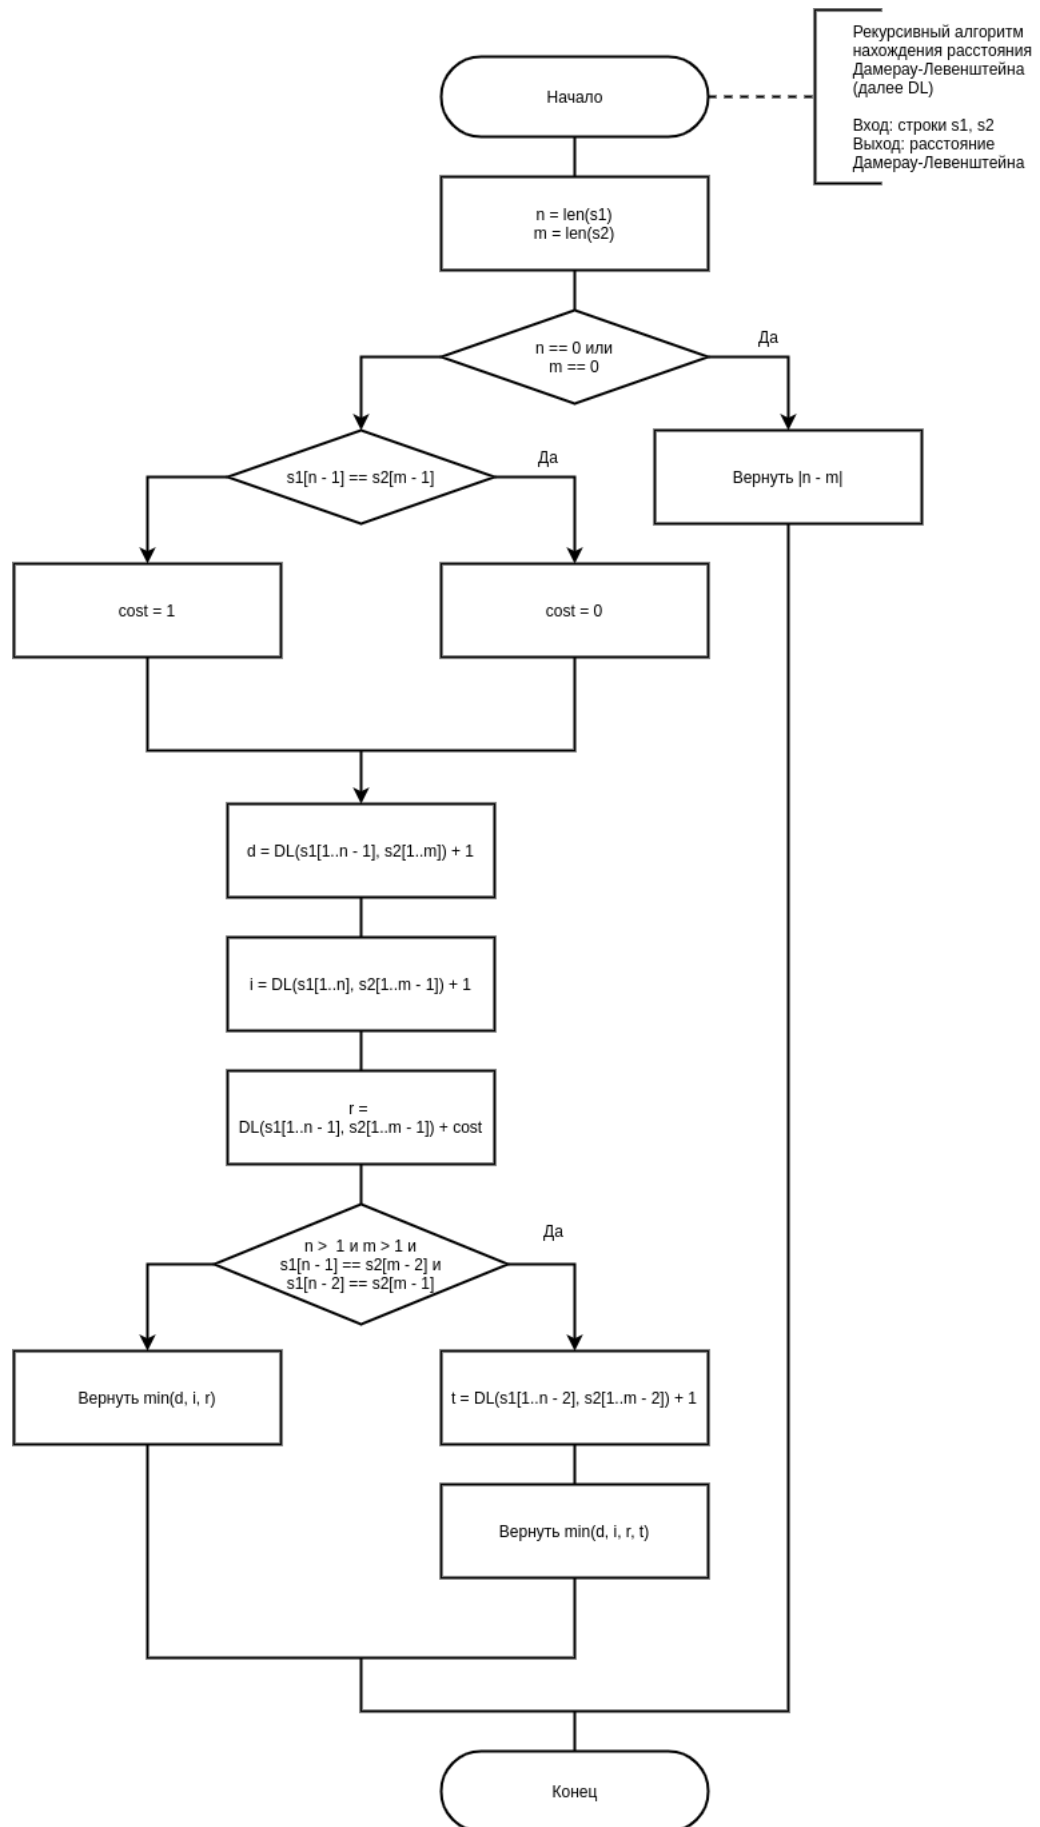 Рекурсивный алгоритм
нахождения расстояния
Дамерау-Левенштейна
(далее DL)
Вход: строки s1, s2
Выход: расстояние
Дамерау-Левенштейна
Начало
n = len(s1)
m = len(s2)
n == 0 или
m == 0
Да
s1[n - 1] == s2[m - 1]
Да
Вернуть |n - m|
cost = 1
cost = 0
d = DL(s1[1..n - 1], s2[1..m]) + 1
i = DL(s1[1..n], s2[1..m - 1]) + 1
r =
DL(s1[1..n - 1], s2[1..m - 1]) + cost
n >  1 и m > 1 и
s1[n - 1] == s2[m - 2] и
s1[n - 2] == s2[m - 1]
Да
Вернуть min(d, i, r)
t = DL(s1[1..n - 2], s2[1..m - 2]) + 1
Вернуть min(d, i, r, t)
Конец